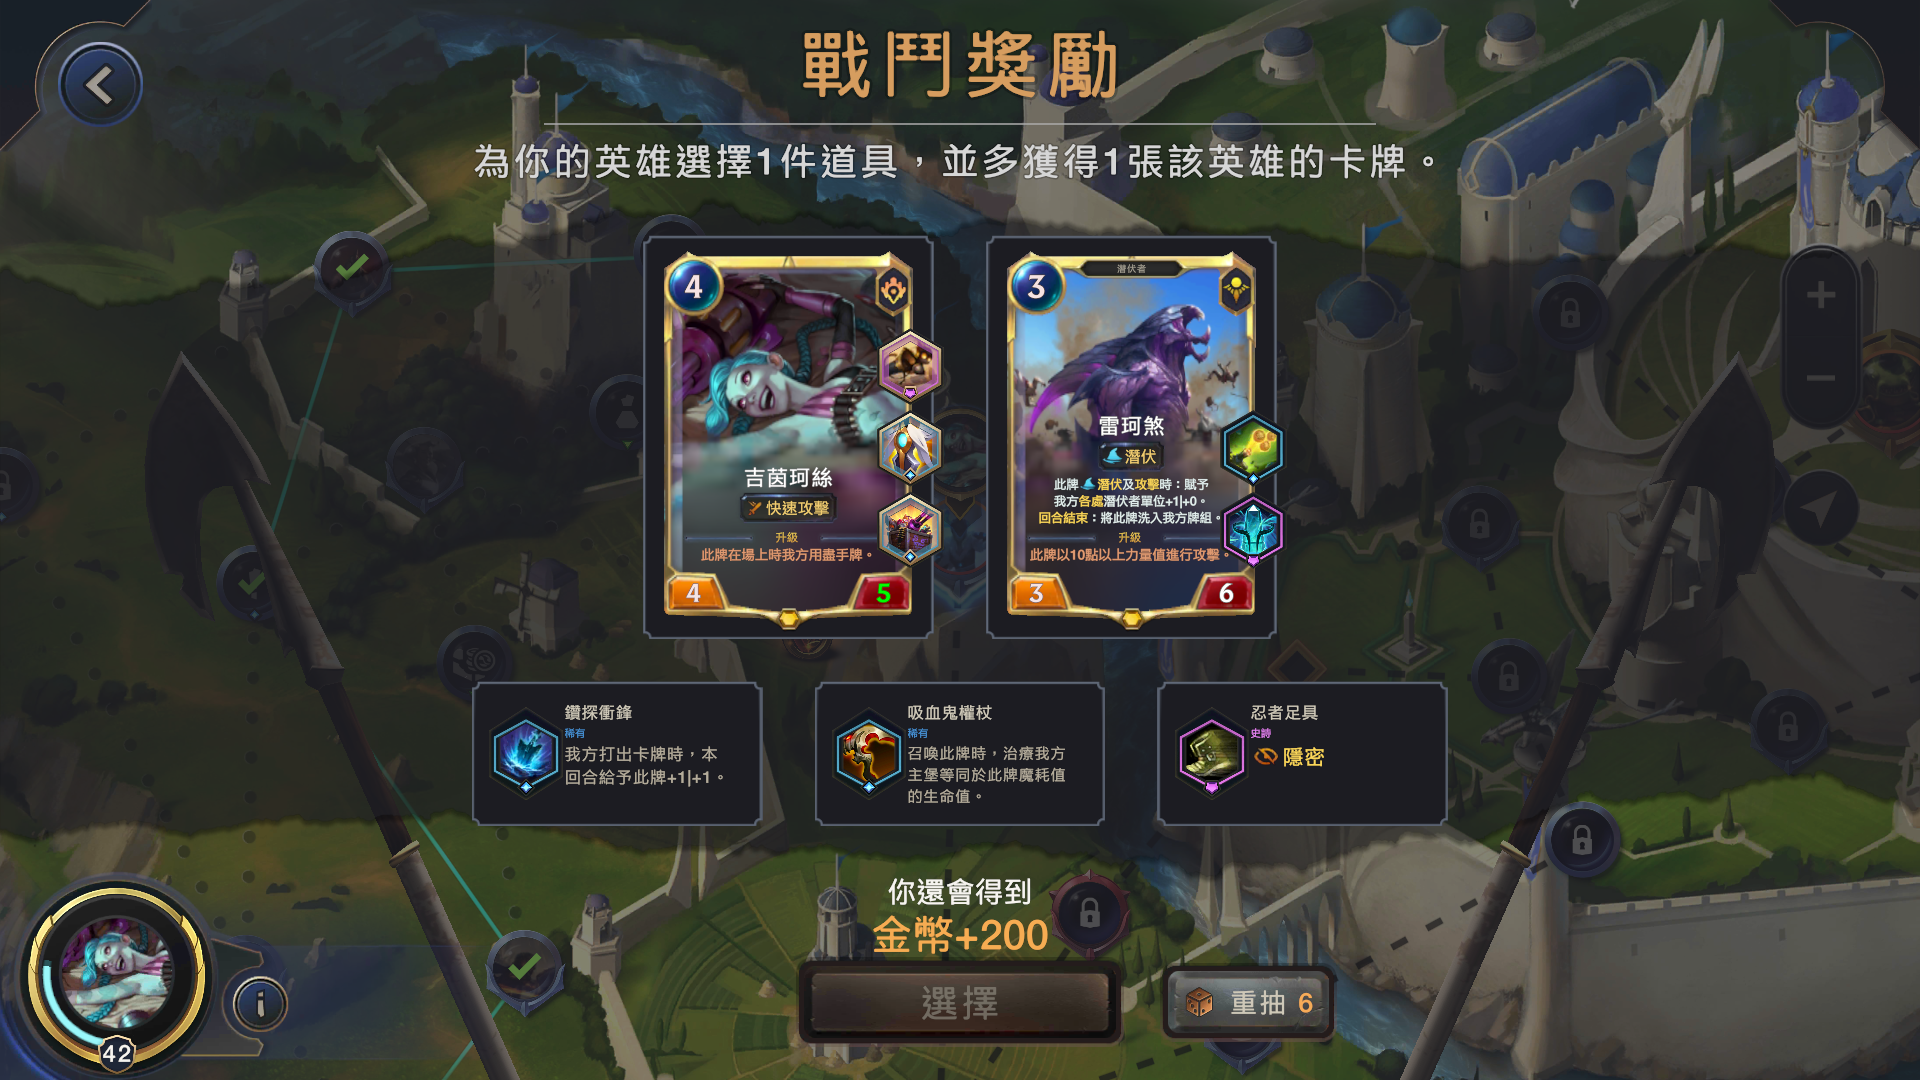 戰鬥獎勵
為你的英雄選擇1件道具，並多獲得1張該英雄的卡牌。
4
吉茵珂絲
快速攻擊
升級
此牌在場上時我方用盡手牌。
4
5
3
潛伏者
雷珂煞
潛伏
此牌潛伏及攻擊時：賦予
我方各處潛伏者單位+1|+0。
回合結束：將此牌洗入我方牌組。
升級
此牌以10點以上力量值進行攻擊。
3
6
鑽探衝鋒
稀有
我方打出卡牌時，本
回合給予此牌+1|+1。
吸血鬼權杖
稀有
召喚此牌時，治療我方
主堡等同於此牌魔耗值
的生命值。
忍者足具
史詩
隱密
你還會得到
金幣+200
選擇
重抽 6
42